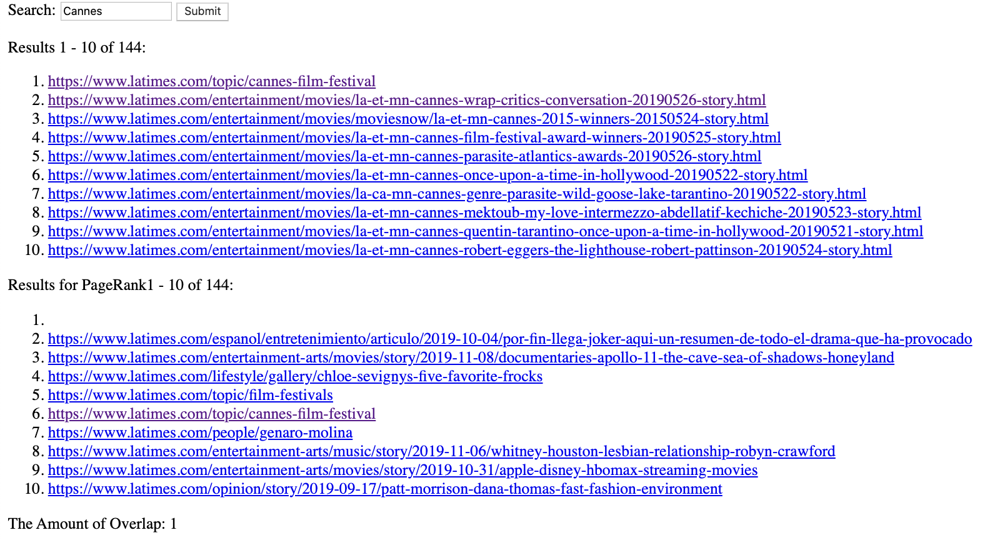 Search: Cannes Submit
Results 1 - 10 of 144:
1. https://www.latimes.com/topic/cannes-film-festival
2. https://www.latimes.com/entertainment/movies/la-et-mn-cannes-wrap-critics-conversation-20190526-story.html
3. https://www.latimes.com/entertainment/movies/moviesnow/la-et-mn-cannes-2015-winners-20150524-story.html
4. https://www.latimes.com/entertainment/movies/la-et-mn-cannes-film-festival-award-winners-20190525-story.html
5. https://www.latimes.com/entertainment/movies/la-et-mn-cannes-parasite-atlantics-awards-20190526-story.html
6. https://www.latimes.com/entertainment/movies/la-et-mn-cannes-once-upon-a-time-in-hollywood-20190522-story.html
7. https://www.latimes.com/entertainment/movies/la-ca-mn-cannes-genre-parasite-wild-goose-lake-tarantino-20190522-story.html
8. https://www.latimes.com/entertainment/movies/la-et-mn-cannes-mektoub-my-love-intermezzo-abdellatif-kechiche-20190523-story.html
9. https://www.latimes.com/entertainment/movies/la-et-mn-cannes-quentin-tarantino-once-upon-a-time-in-hollywood-20190521-story.html
10. https://www.latimes.com/entertainment/movies/la-et-mn-cannes-robert-eggers-the-lighthouse-robert-pattinson-20190524-story.html
Results for PageRank1 - 10 of 144:
1.
2. https://www.latimes.com/espanol/entretenimiento/articulo/2019-10-04/por-fin-llega-joker-aqui-un-resumen-de-todo-el-drama-que-ha-provocado
3. https://www.latimes.com/entertainment-arts/movies/story/2019-11-08/documentaries-apollo-11-the-cave-sea-of-shadows-honeyland
4. https://www.latimes.com/lifestyle/gallery/chloe-sevignys-five-favorite-frocks
5. https://www.latimes.com/topic/film-festivals
6. https://www.latimes.com/topic/cannes-film-festival
7. https://www.latimes.com/people/genaro-molina
8. https://www.latimes.com/entertainment-arts/music/story/2019-11-06/whitney-houston-lesbian-relationship-robyn-crawford
9. https://www.latimes.com/entertainment-arts/movies/story/2019-10-31/apple-disney-hbomax-streaming-movies
10. https://www.latimes.com/opinion/story/2019-09-17/patt-morrison-dana-thomas-fast-fashion-environment
The Amount of Overlap: 1